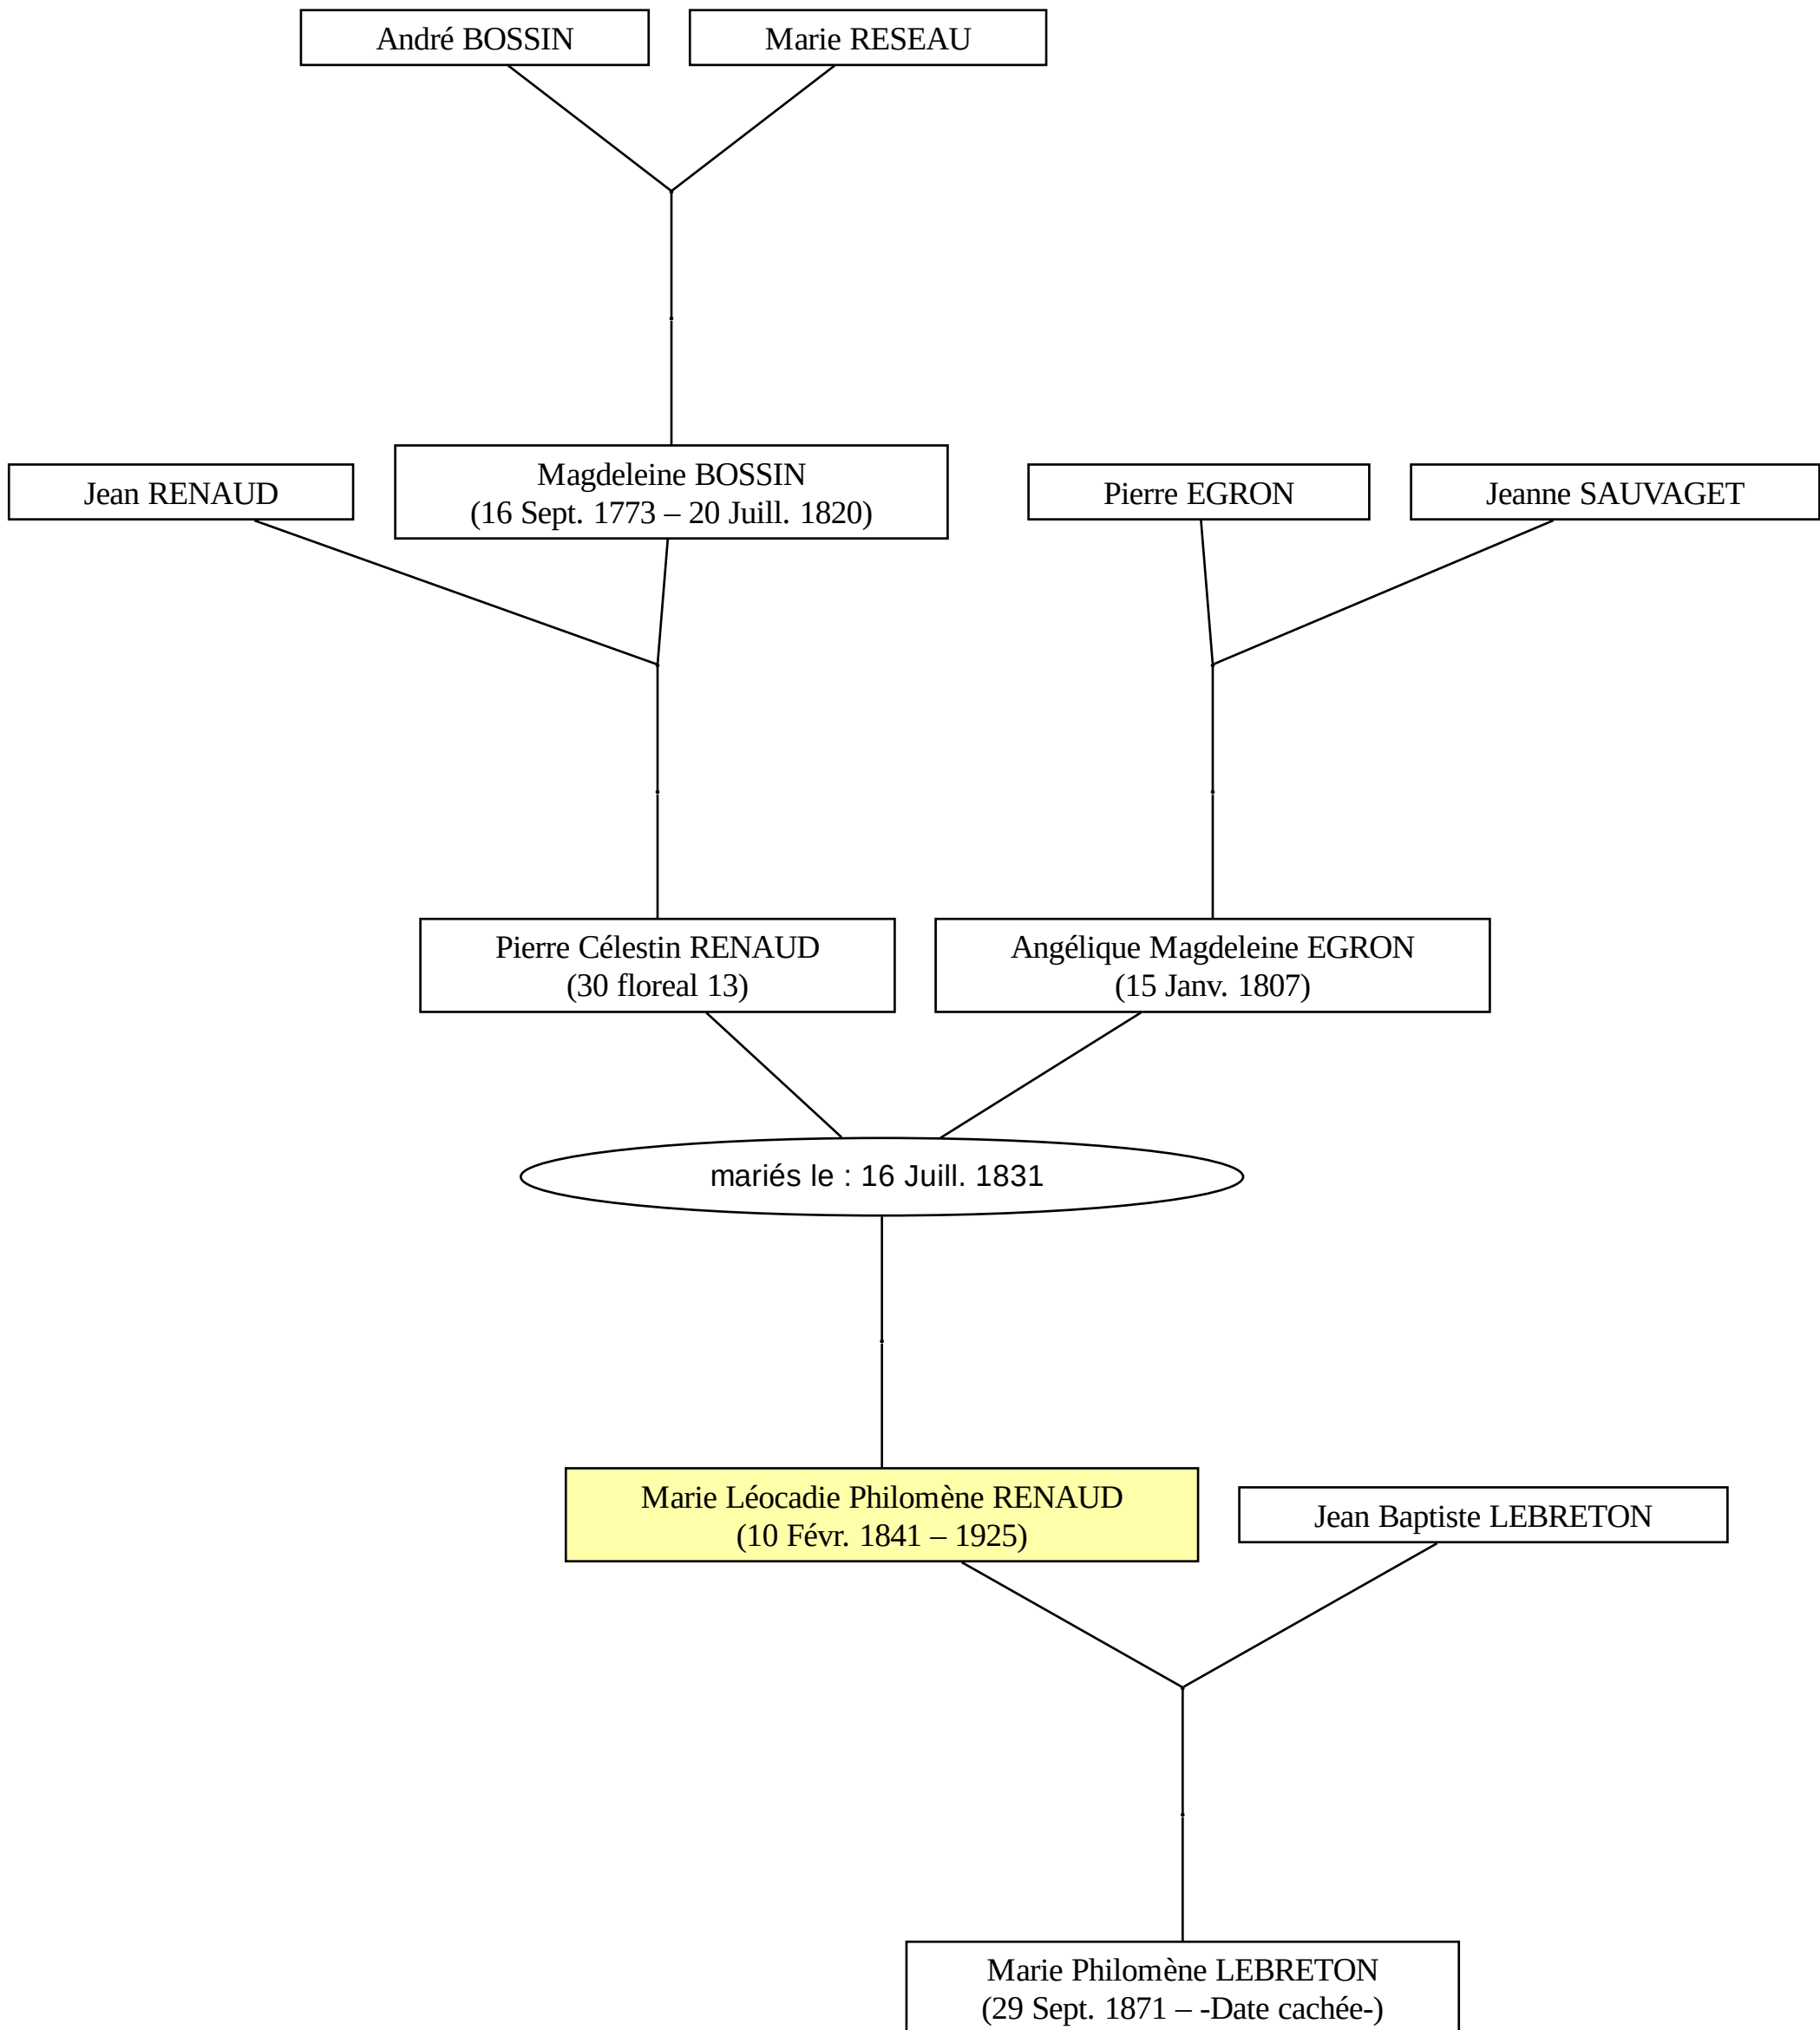 André BOSSIN
Marie RESEAU
Jean RENAUD
Magdeleine BOSSIN
(16 Sept. 1773 – 20 Juill. 1820)
Pierre EGRON
Jeanne SAUVAGET
Pierre Célestin RENAUD
(30 floreal 13)
Angélique Magdeleine EGRON
(15 Janv. 1807)
mariés le : 16 Juill. 1831
Marie Léocadie Philomène RENAUD
(10 Févr. 1841 – 1925)
Jean Baptiste LEBRETON
Marie Philomène LEBRETON
(29 Sept. 1871 – -Date cachée-)